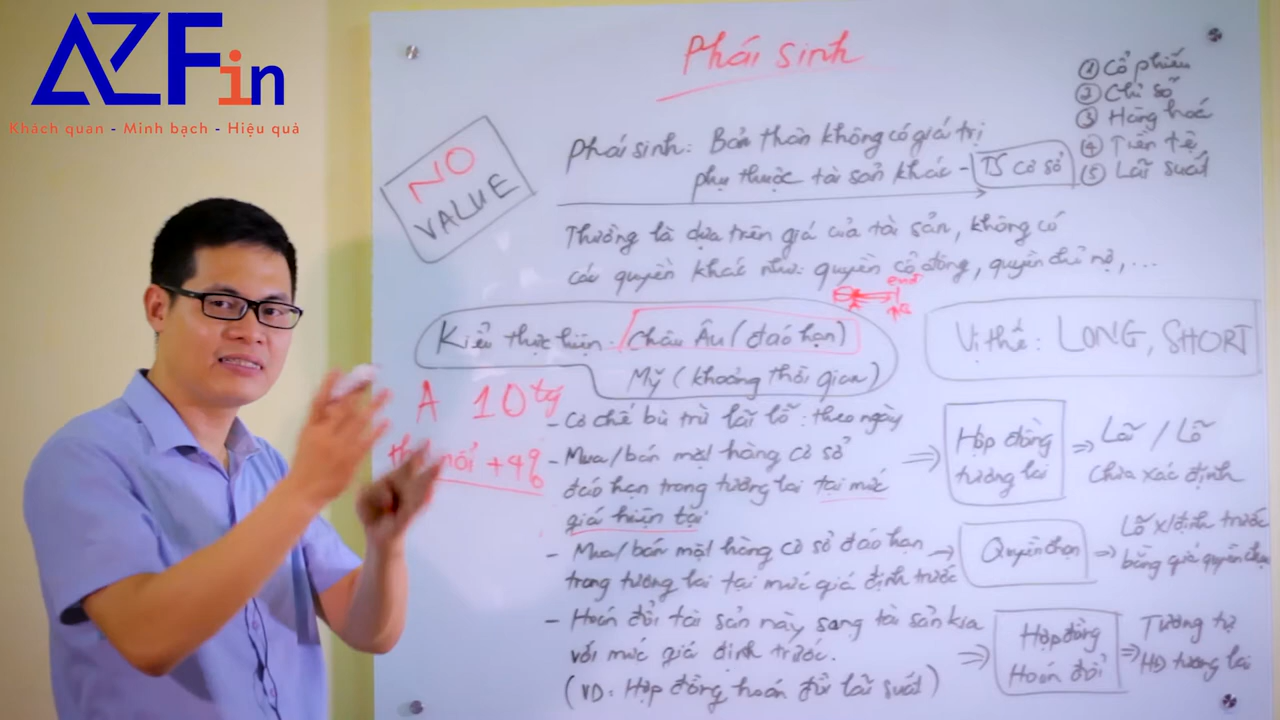 AZFin
Khách quan - Minh bạch - Hiệu quả
Phái sinh
① Cổ phiếu
② Chỉ số
③ Hàng hoá
④ Tiền tệ
⑤ Lãi suất
NO
VALUE
Phái sinh: Bản thân không có giá trị
phụ thuộc tài sản khác - TS cơ sở
Thường là dựa trên giá của tài sản, không có
các quyền khác như: quyền cổ đông, quyền chủ nợ,...
end
Kiểu thực hiện: Châu Âu (đáo hạn)
Mỹ (khoảng thời gian)
Vị thế: LONG, SHORT
A 10 tỷ
nổi +4%
- Cơ chế bù trừ lãi lỗ: theo ngày
- Mua/bán một hàng cơ sở
đáo hạn trong tương lai tại mức
giá hiện tại
⇒ Hợp đồng
tương lai
⇒ Lãi / Lỗ
Chưa xác định
- Mua/bán một hàng cơ sở đáo hạn
trong tương lai tại mức giá định trước
→ Quyền chọn
⇒ Lỗ x/định trước
bằng giá quyền chọn
- Hoán đổi tài sản này sang tài sản kia
với mức giá định trước.
(VD: Hợp đồng hoán đổi lãi suất)
⇒ Hợp đồng
Hoán đổi
⇒ Tương tự
HĐ tương lai